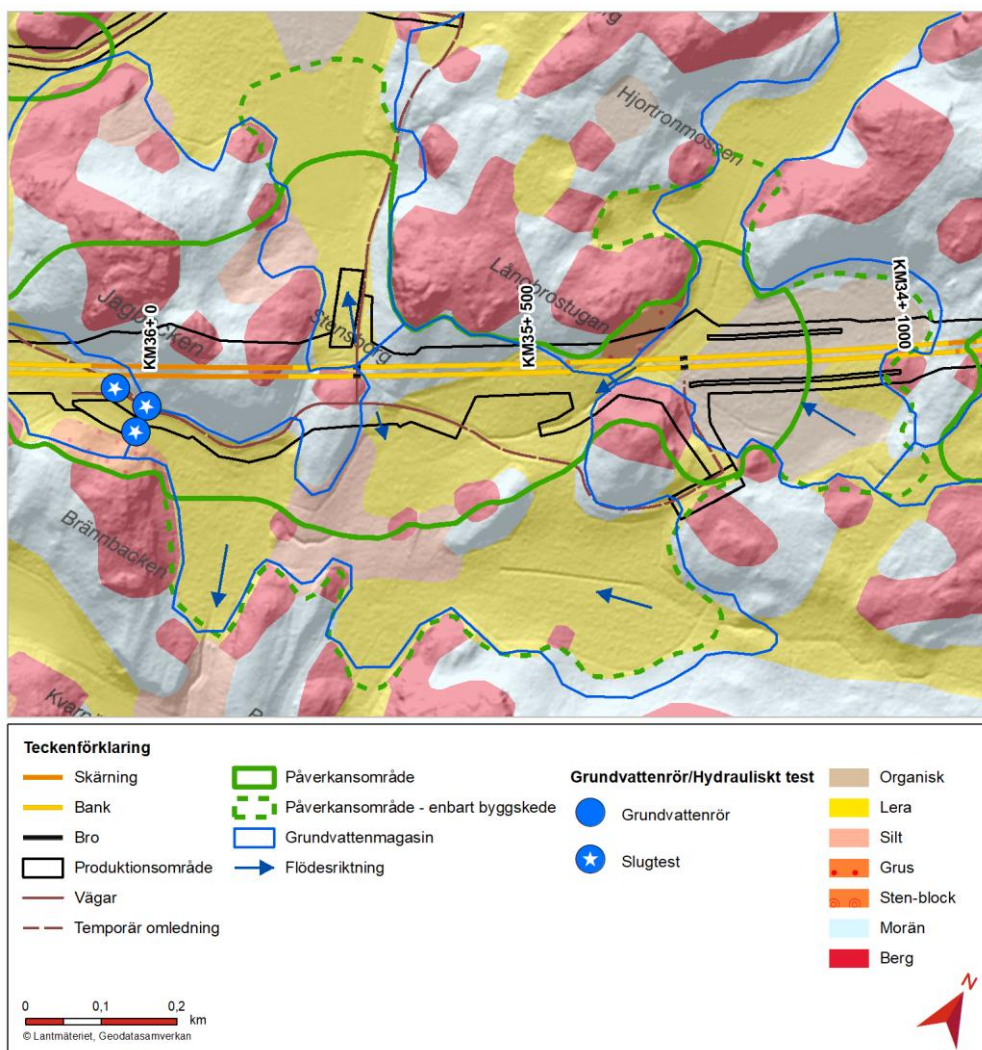 Hjortronmossen
Långbrostugan
KM34+ 1000
Jagbacken
KM36+ 0
Stensborg
KM35+ 500
Brännbacken
Teckenförklaring
Skärning
Bank
Bro
Produktionsområde
Vägar
Temporär omledning
Påverkansområde
Påverkansområde - enbart byggskede
Grundvattenmagasin
Flödesriktning
Grundvattenrör/Hydrauliskt test
Grundvattenrör
Slugtest
Organisk
Lera
Silt
Grus
Sten-block
Morän
Berg
0 0,1 0,2
km
© Lantmäteriet, Geodatasamverkan
N